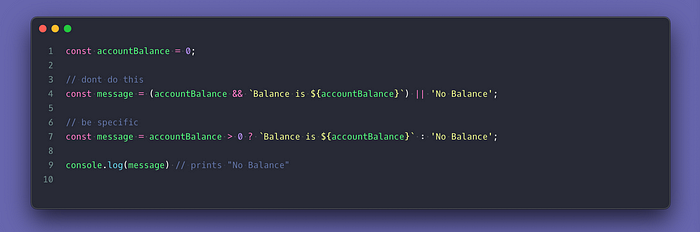 1 const accountBalance = 0;
2
3 // dont do this
4 const message = (accountBalance && `Balance is ${accountBalance}`) || 'No Balance';
5
6 // be specific
7 const message = accountBalance > 0 ? `Balance is ${accountBalance}` : 'No Balance';
8
9 console.log(message) // prints "No Balance"
10